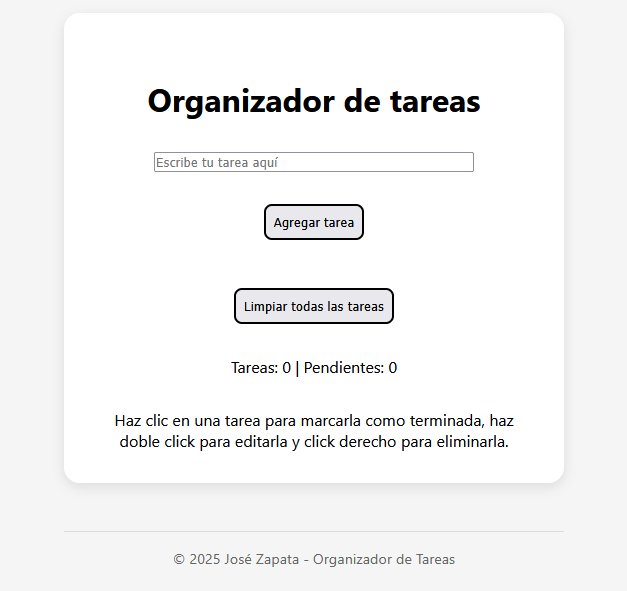 Organizador de tareas
Escribe tu tarea aquí
Agregar tarea
Limpiar todas las tareas
Tareas: 0 | Pendientes: 0
Haz clic en una tarea para marcarla como terminada, haz
doble click para editarla y click derecho para eliminarla.
© 2025 José Zapata - Organizador de Tareas